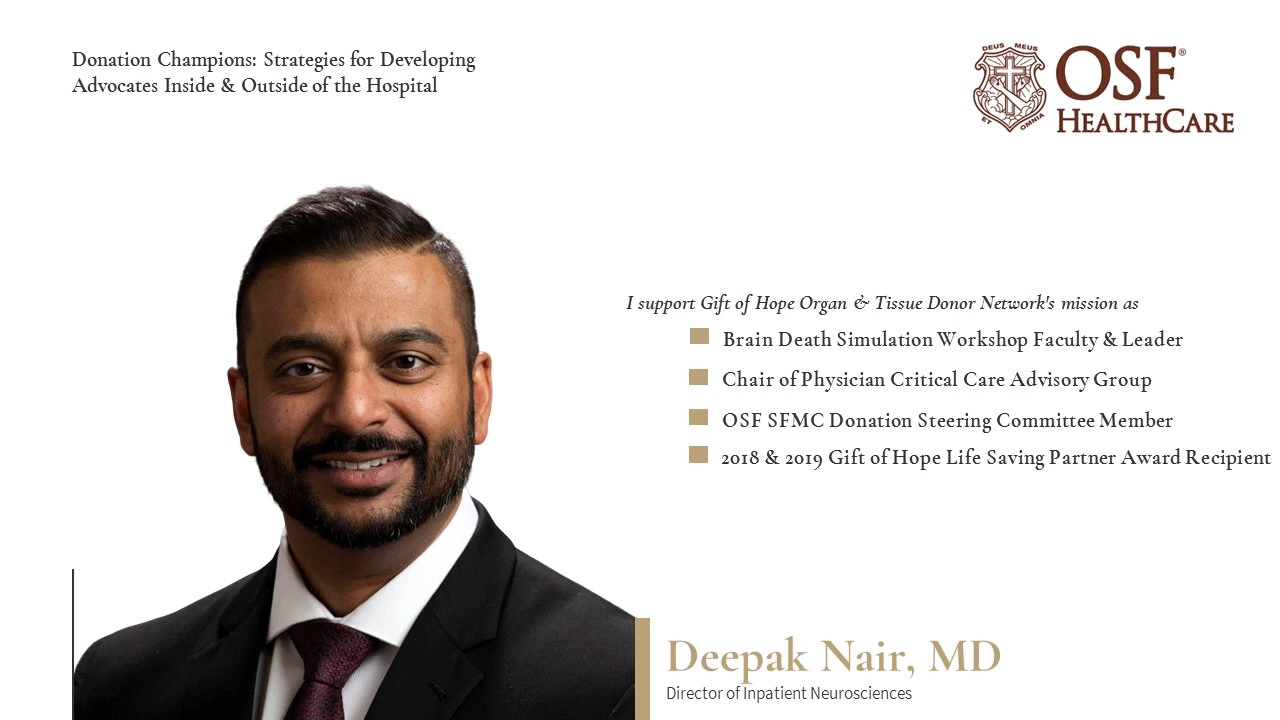 Donation Champions: Strategies for Developing
Advocates Inside & Outside of the Hospital
DEUS MEUS
ET OMNIA
OSF®
HEALTHCARE
I support Gift of Hope Organ & Tissue Donor Network's mission as
Brain Death Simulation Workshop Faculty & Leader
Chair of Physician Critical Care Advisory Group
OSF SFMC Donation Steering Committee Member
2018 & 2019 Gift of Hope Life Saving Partner Award Recipient
Deepak Nair, MD
Director of Inpatient Neurosciences